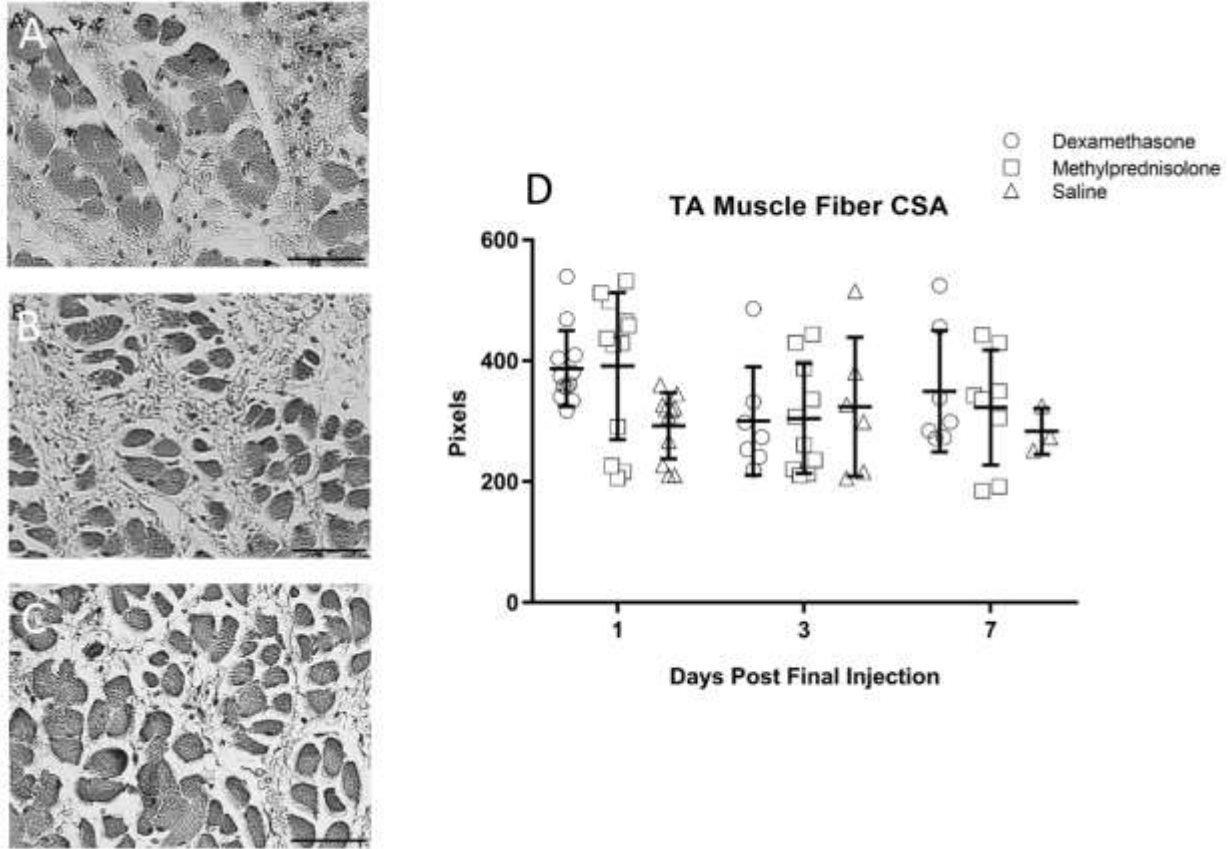 A
B
C
D
TA Muscle Fiber CSA
Dexamethasone
Methylprednisolone
Saline
600
400
200
0
Pixels
1
3
7
Days Post Final Injection